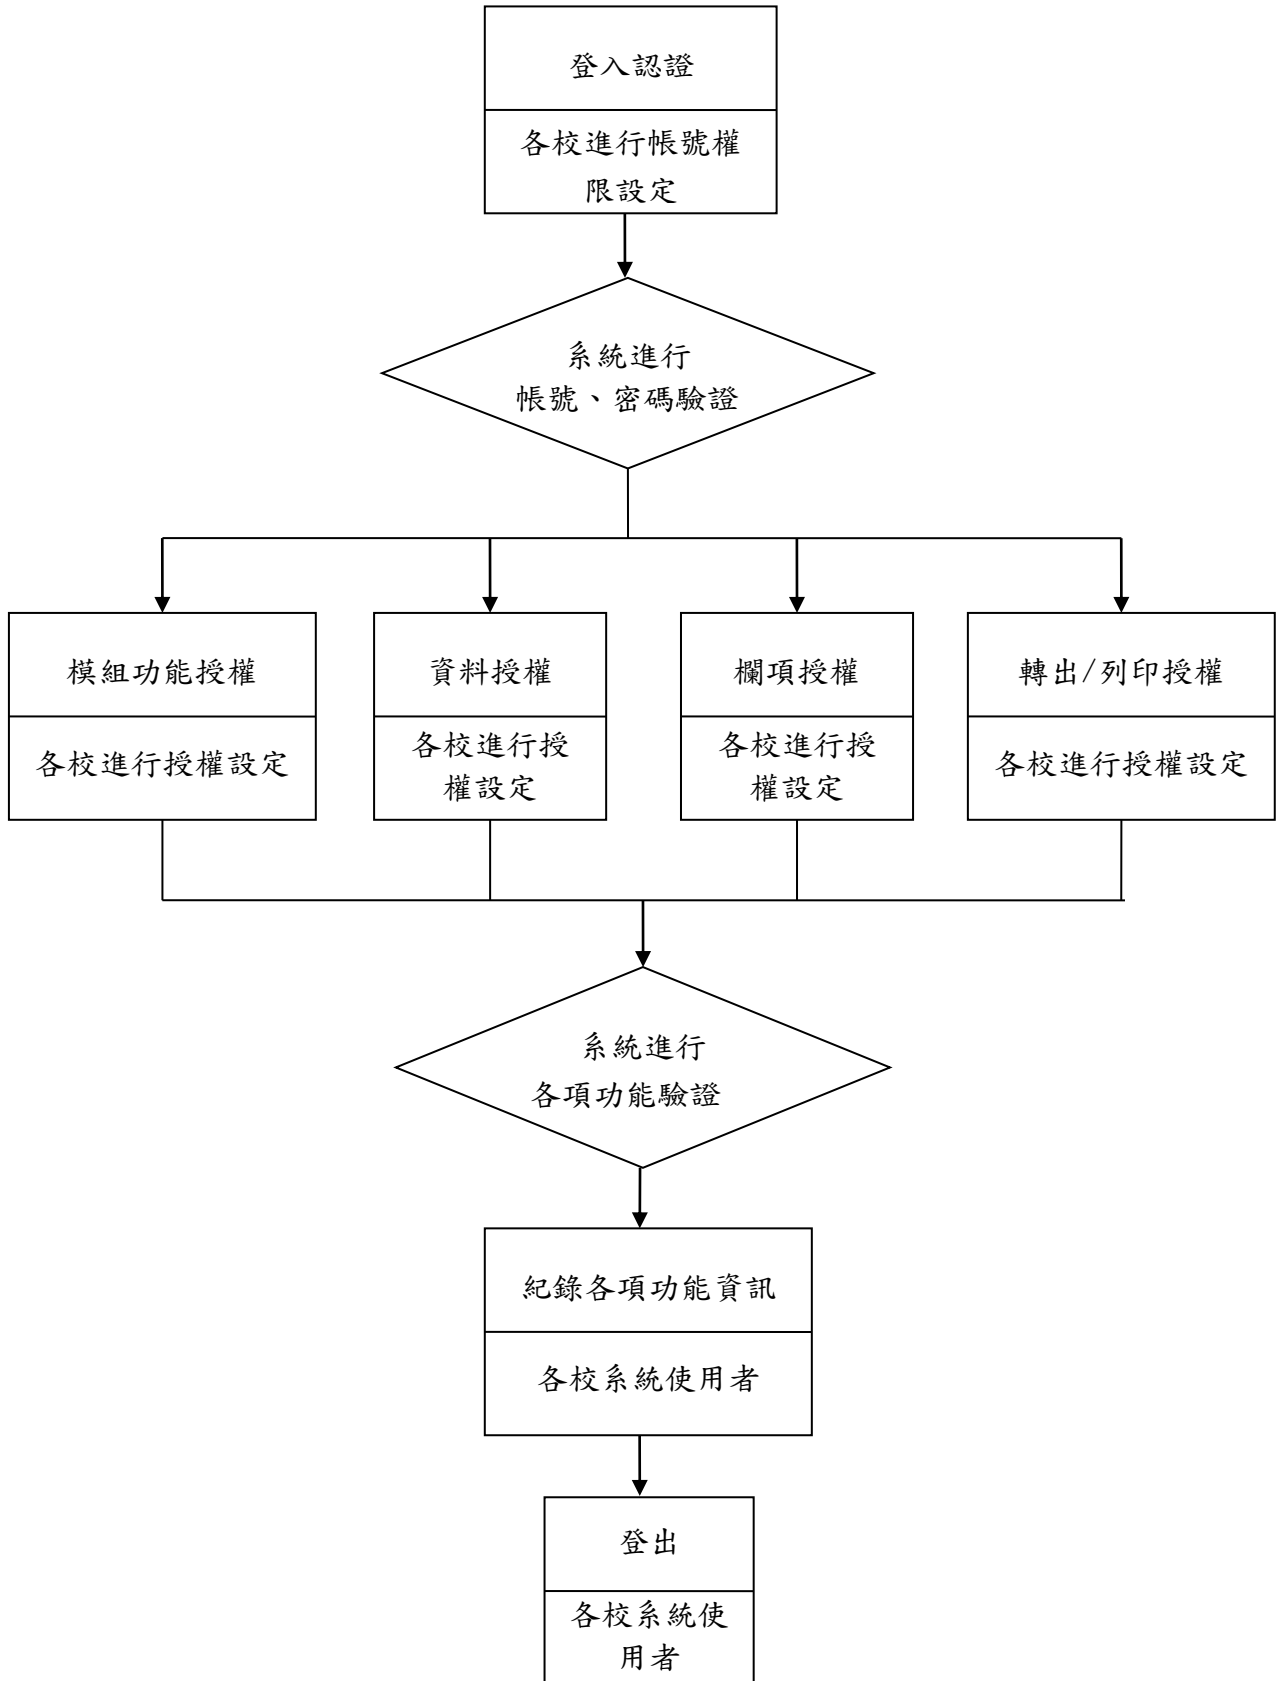 登入認證
各校進行帳號權
限設定
系統進行
帳號、密碼驗證
模組功能授權
各校進行授權設定
資料授權
各校進行授
權設定
欄項授權
各校進行授
權設定
轉出/列印授權
各校進行授權設定
系統進行
各項功能驗證
紀錄各項功能資訊
各校系統使用者
登出
各校系統使
用者